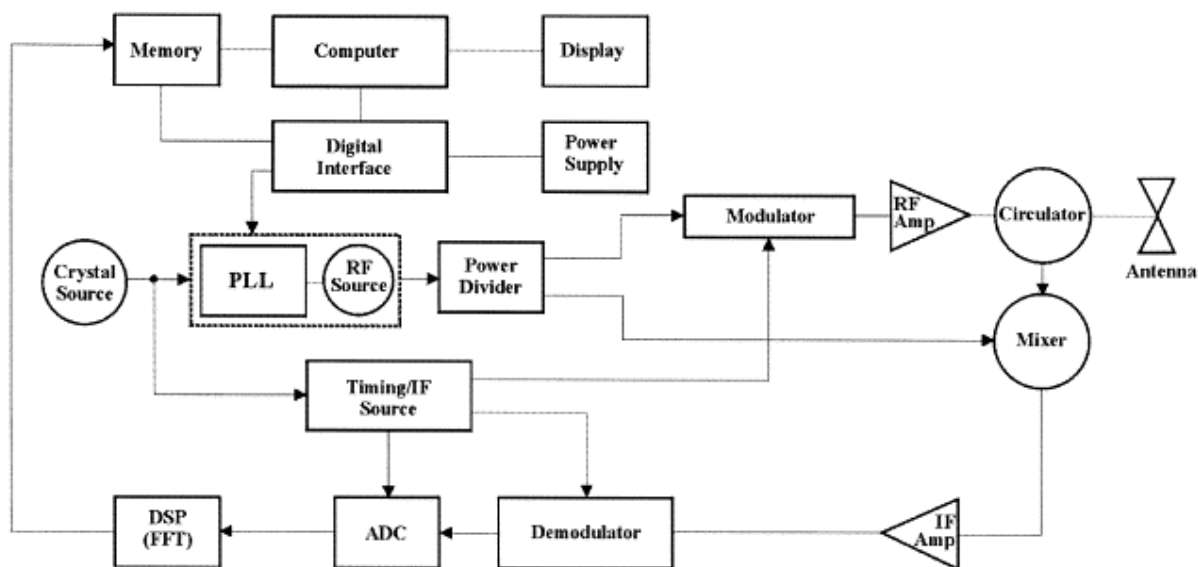 Memory
Computer
Display
Digital
Interface
Power
Supply
Modulator
RF
Amp
Circulator
Antenna
Crystal
Source
PLL
RF
Source
Power
Divider
Mixer
Timing/IF
Source
DSP
(FFT)
ADC
Demodulator
IF
Amp